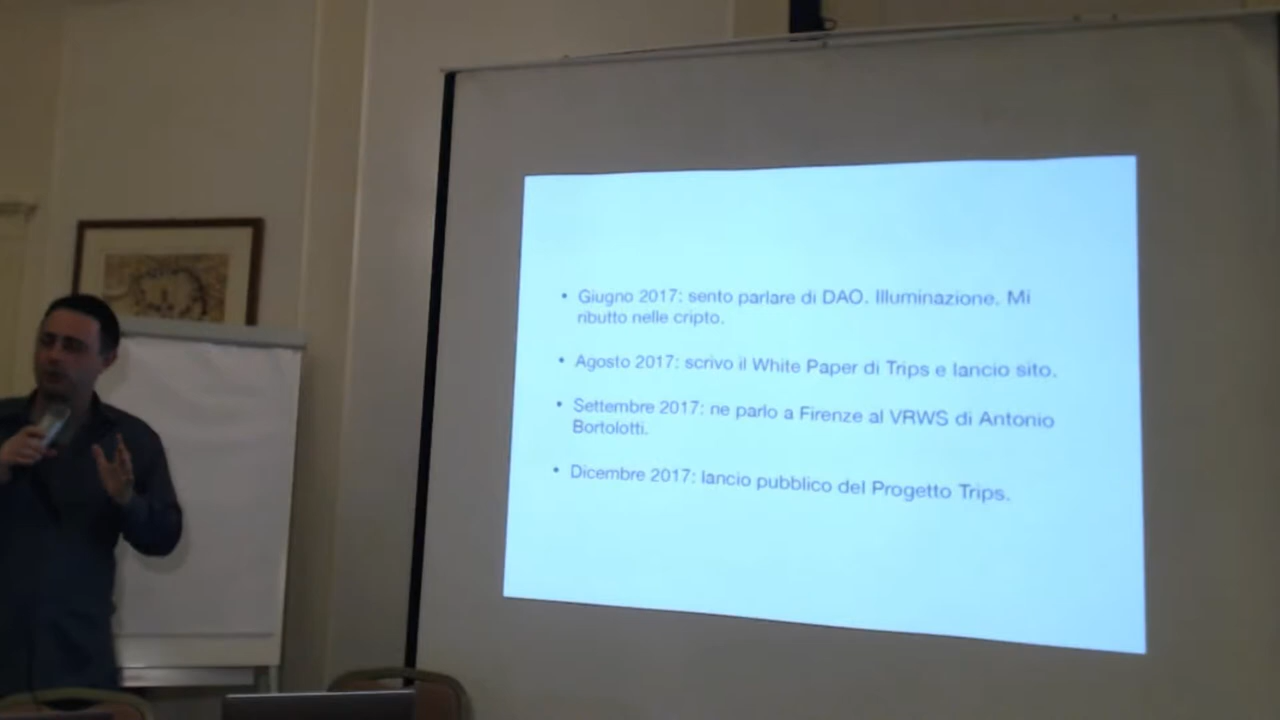 • Giugno 2017: sento parlare di DAO. Illuminazione. Mi
ributto nelle cripto.
• Agosto 2017: scrivo il White Paper di Trips e lancio sito.
• Settembre 2017: ne parlo a Firenze al VRWS di Antonio
Bortolotti.
• Dicembre 2017: lancio pubblico del Progetto Trips.